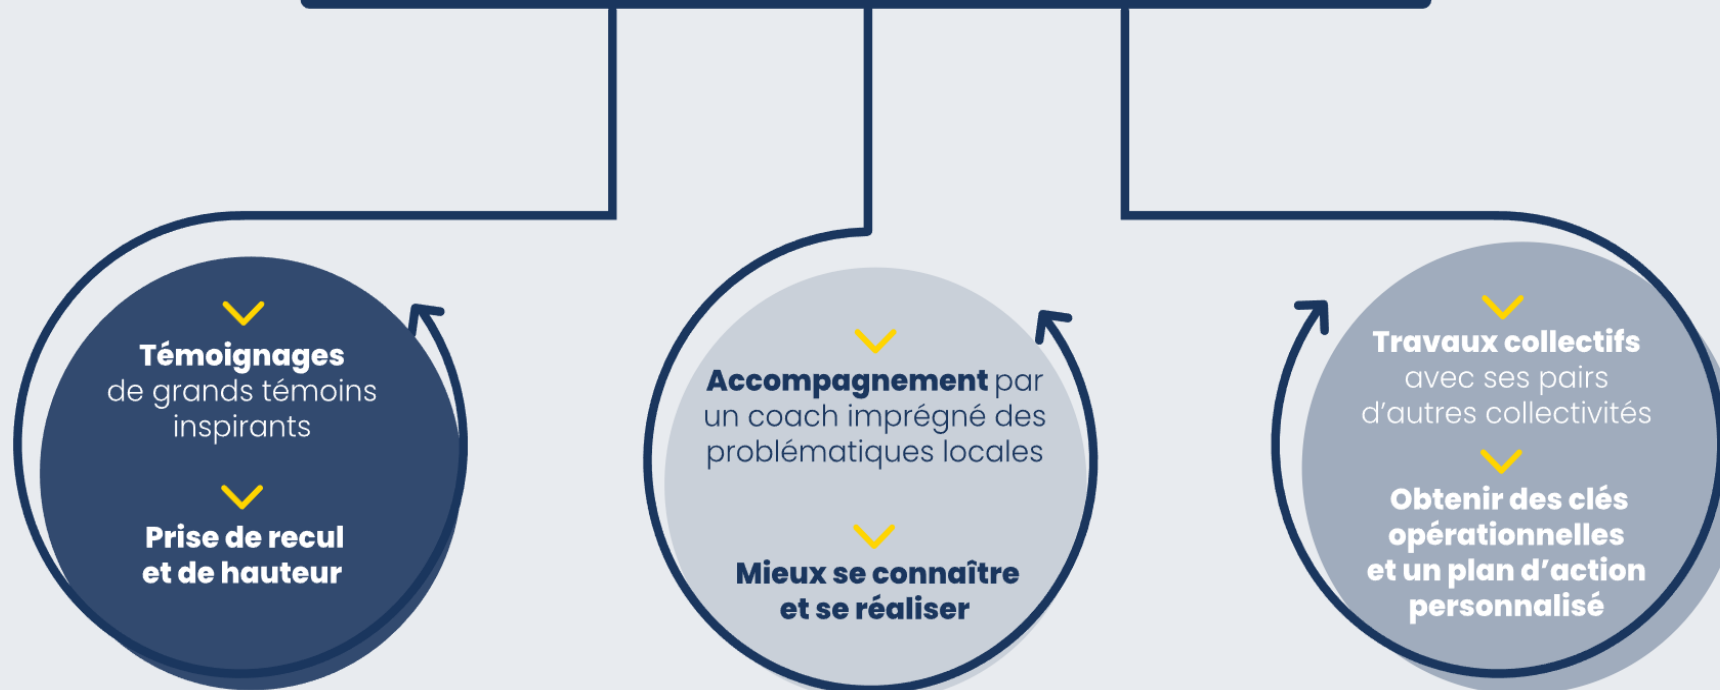 Témoignages
de grands témoins
inspirants
Prise de recul
et de hauteur
Accompagnement par
un coach imprégné des
problématiques locales
Mieux se connaître
et se réaliser
Travaux collectifs
avec ses pairs
d’autres collectivités
Obtenir des clés
opérationnelles
et un plan d’action
personnalisé